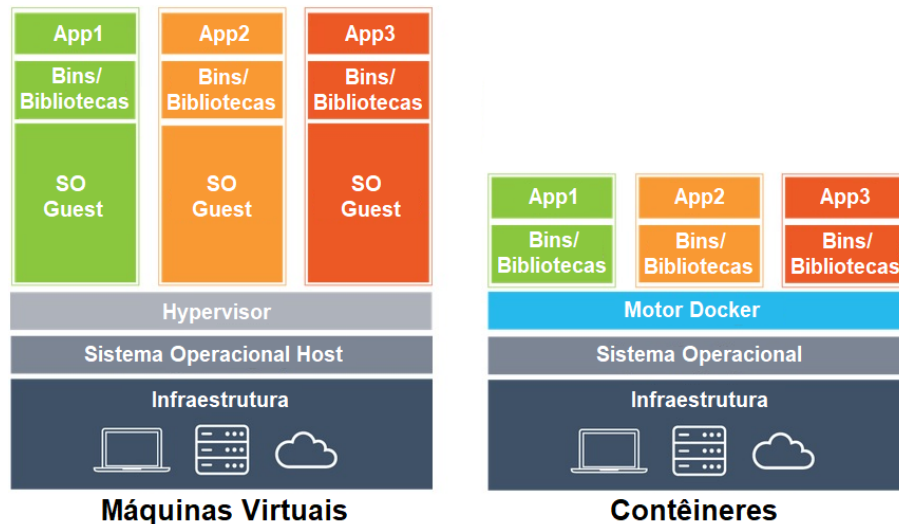 App1
App2
App3
Bins/
Bibliotecas
Bins/
Bibliotecas
Bins/
Bibliotecas
SO
Guest
SO
Guest
SO
Guest
Hypervisor
Sistema Operacional Host
Infraestrutura
Máquinas Virtuais
App1
App2
App3
Bins/
Bibliotecas
Bins/
Bibliotecas
Bins/
Bibliotecas
Motor Docker
Sistema Operacional
Infraestrutura
Contêineres